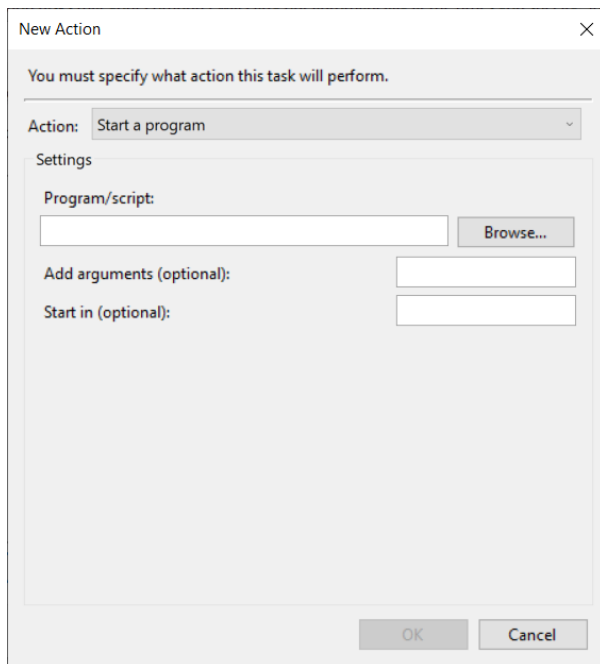 New Action
You must specify what action this task will perform.
Action: Start a program
Settings
Program/script:
Browse...
Add arguments (optional):
Start in (optional):
OK Cancel